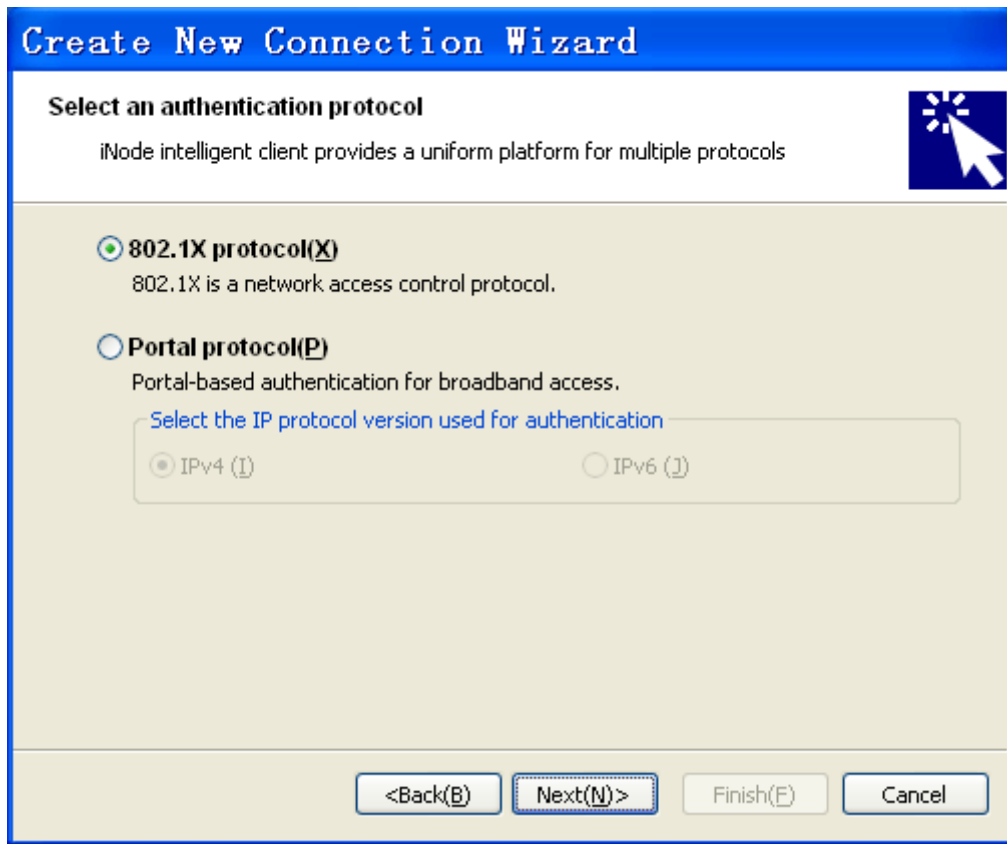 Create New Connection Wizard
Select an authentication protocol
iNode intelligent client provides a uniform platform for multiple protocols
802.1X protocol(X)
802.1X is a network access control protocol.
Portal protocol(P)
Portal-based authentication for broadband access.
Select the IP protocol version used for authentication
IPv4 (I) IPv6 (J)
<Back(B) Next(N)> Finish(F) Cancel